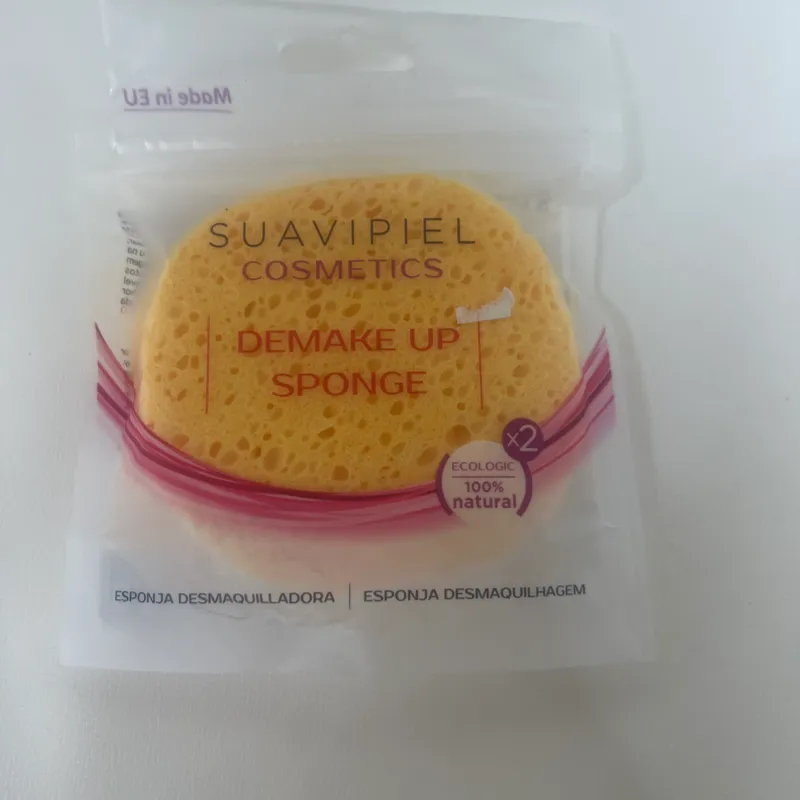 Made in EU
SUAVIPIEL
COSMETICS
DEMAKE UP
SPONGE
x2
ECOLOGIC
100%
natural
ESPONJA DESMAQUILLADORA | ESPONJA DESMAQUILHAGEM